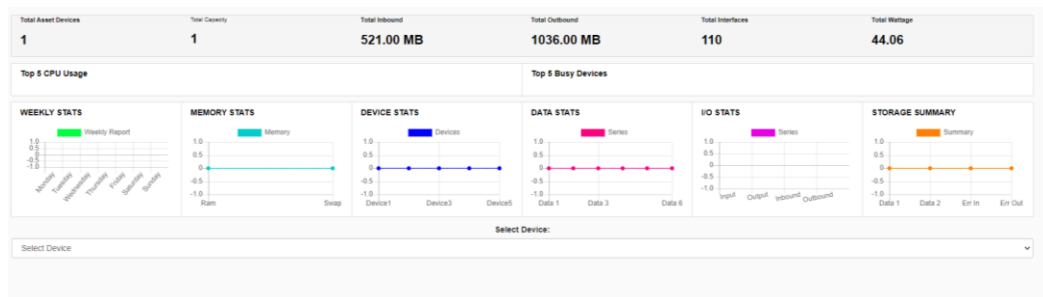 Total Asset Devices
1
Total Capacity
1
Total Inbound
521.00 MB
Total Outbound
1036.00 MB
Total Interfaces
110
Total Wattage
44.06
Top 5 CPU Usage
Top 5 Busy Devices
WEEKLY STATS
Weekly Report
1.0
0.5
0
-0.5
-1.0
Monday
Tuesday
Wednesday
Thursday
Friday
Saturday
Sunday
MEMORY STATS
Memory
1.0
0.5
0
-0.5
-1.0
Ram
Swap
DEVICE STATS
Devices
1.0
0.5
0
-0.5
-1.0
Device1
Device3
Device5
DATA STATS
Series
1.0
0.5
0
-0.5
-1.0
Data 1
Data 3
Data 6
I/O STATS
Series
1.0
0.5
0
-0.5
-1.0
Input
Output
Inbound
Outbound
STORAGE SUMMARY
Summary
1.0
0.5
0
-0.5
-1.0
Data 1
Data 2
Err In
Err Out
Select Device:
Select Device